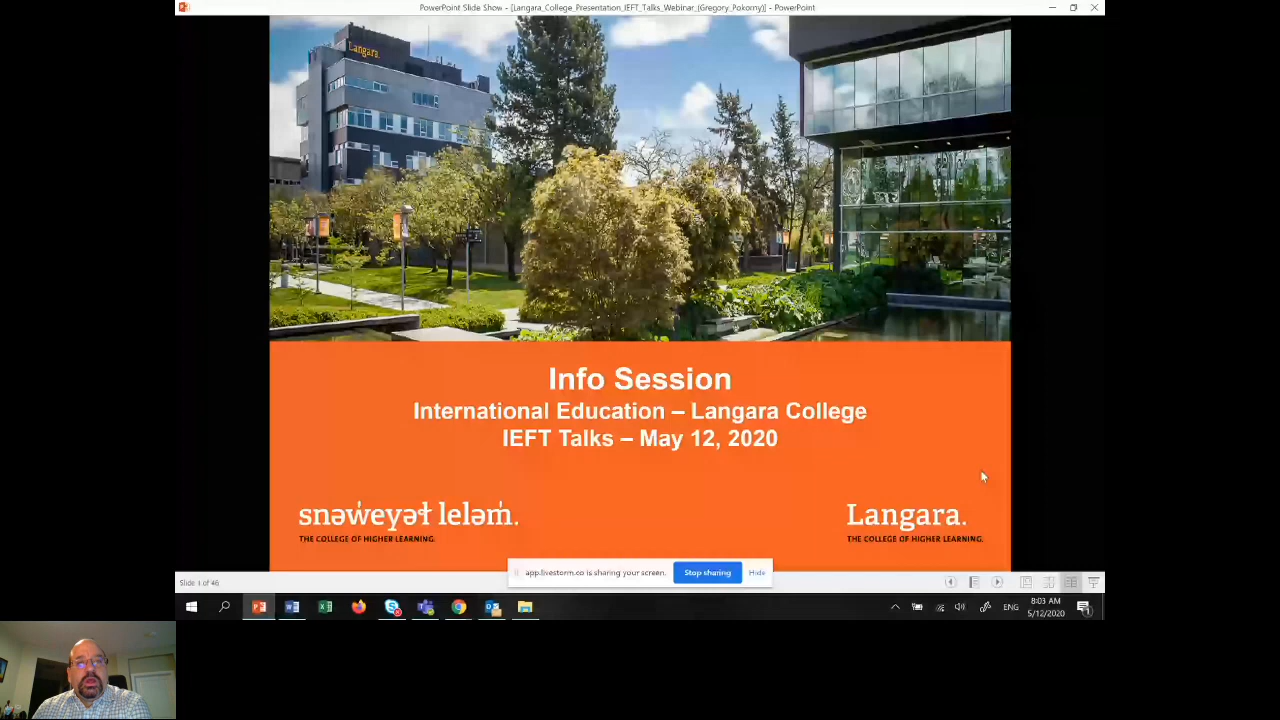 PowerPoint Slide Show - [Langara_College_Presentation_IEFT_Talks_Webinar_(Gregory_Pokorny)] - PowerPoint
Langara.
Info Session
International Education – Langara College
IEFT Talks – May 12, 2020
snəw̓eyəɬ leləm̓.
THE COLLEGE OF HIGHER LEARNING.
Langara.
THE COLLEGE OF HIGHER LEARNING.
app.livestorm.co is sharing your screen.
Stop sharing
Hide
Slide 1 of 46
ENG
8:03 AM
5/12/2020